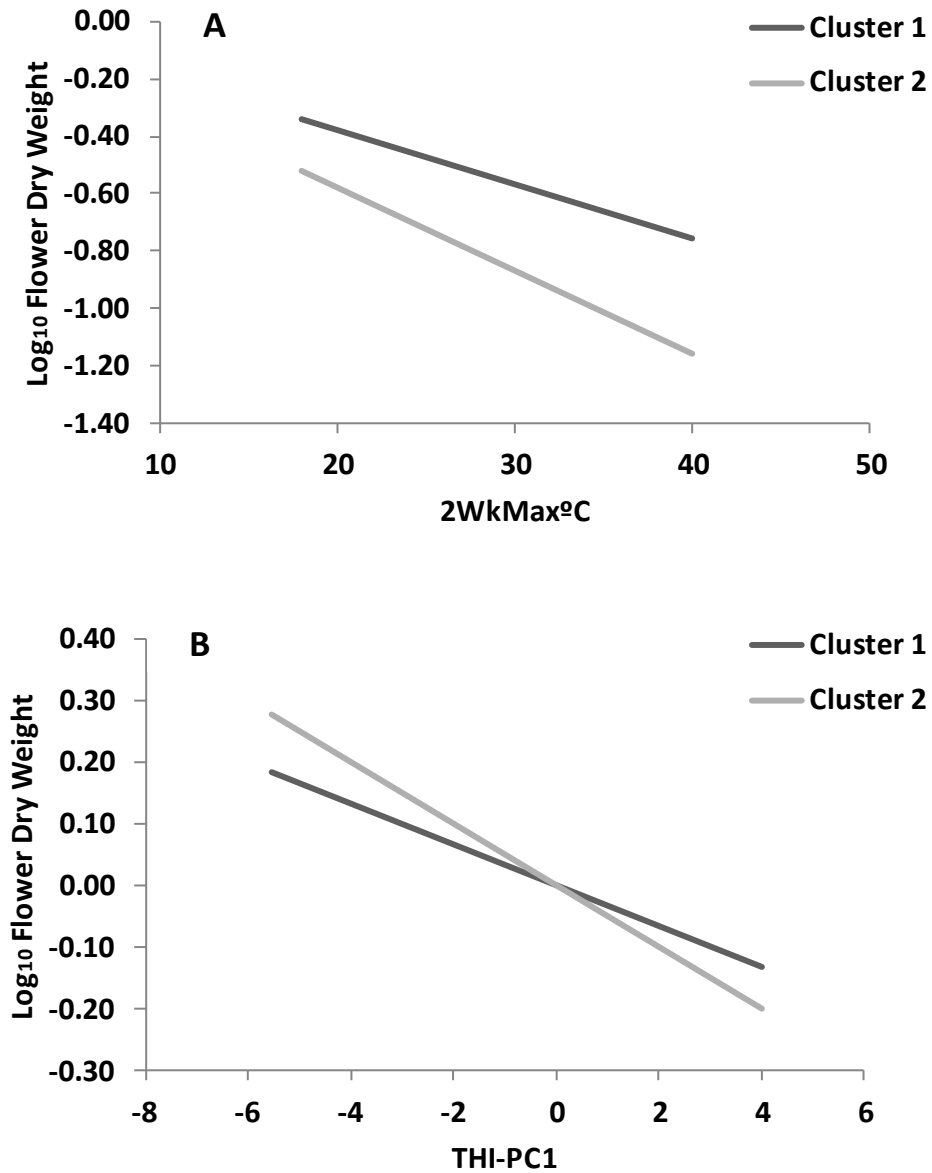 A
Cluster 1
Cluster 2
Log10 Flower Dry Weight
0.00
-0.20
-0.40
-0.60
-0.80
-1.00
-1.20
-1.40
10 20 30 40 50
2WkMaxºC
B
Cluster 1
Cluster 2
Log10 Flower Dry Weight
0.40
0.30
0.20
0.10
0.00
-0.10
-0.20
-0.30
-8 -6 -4 -2 0 2 4 6
THI-PC1